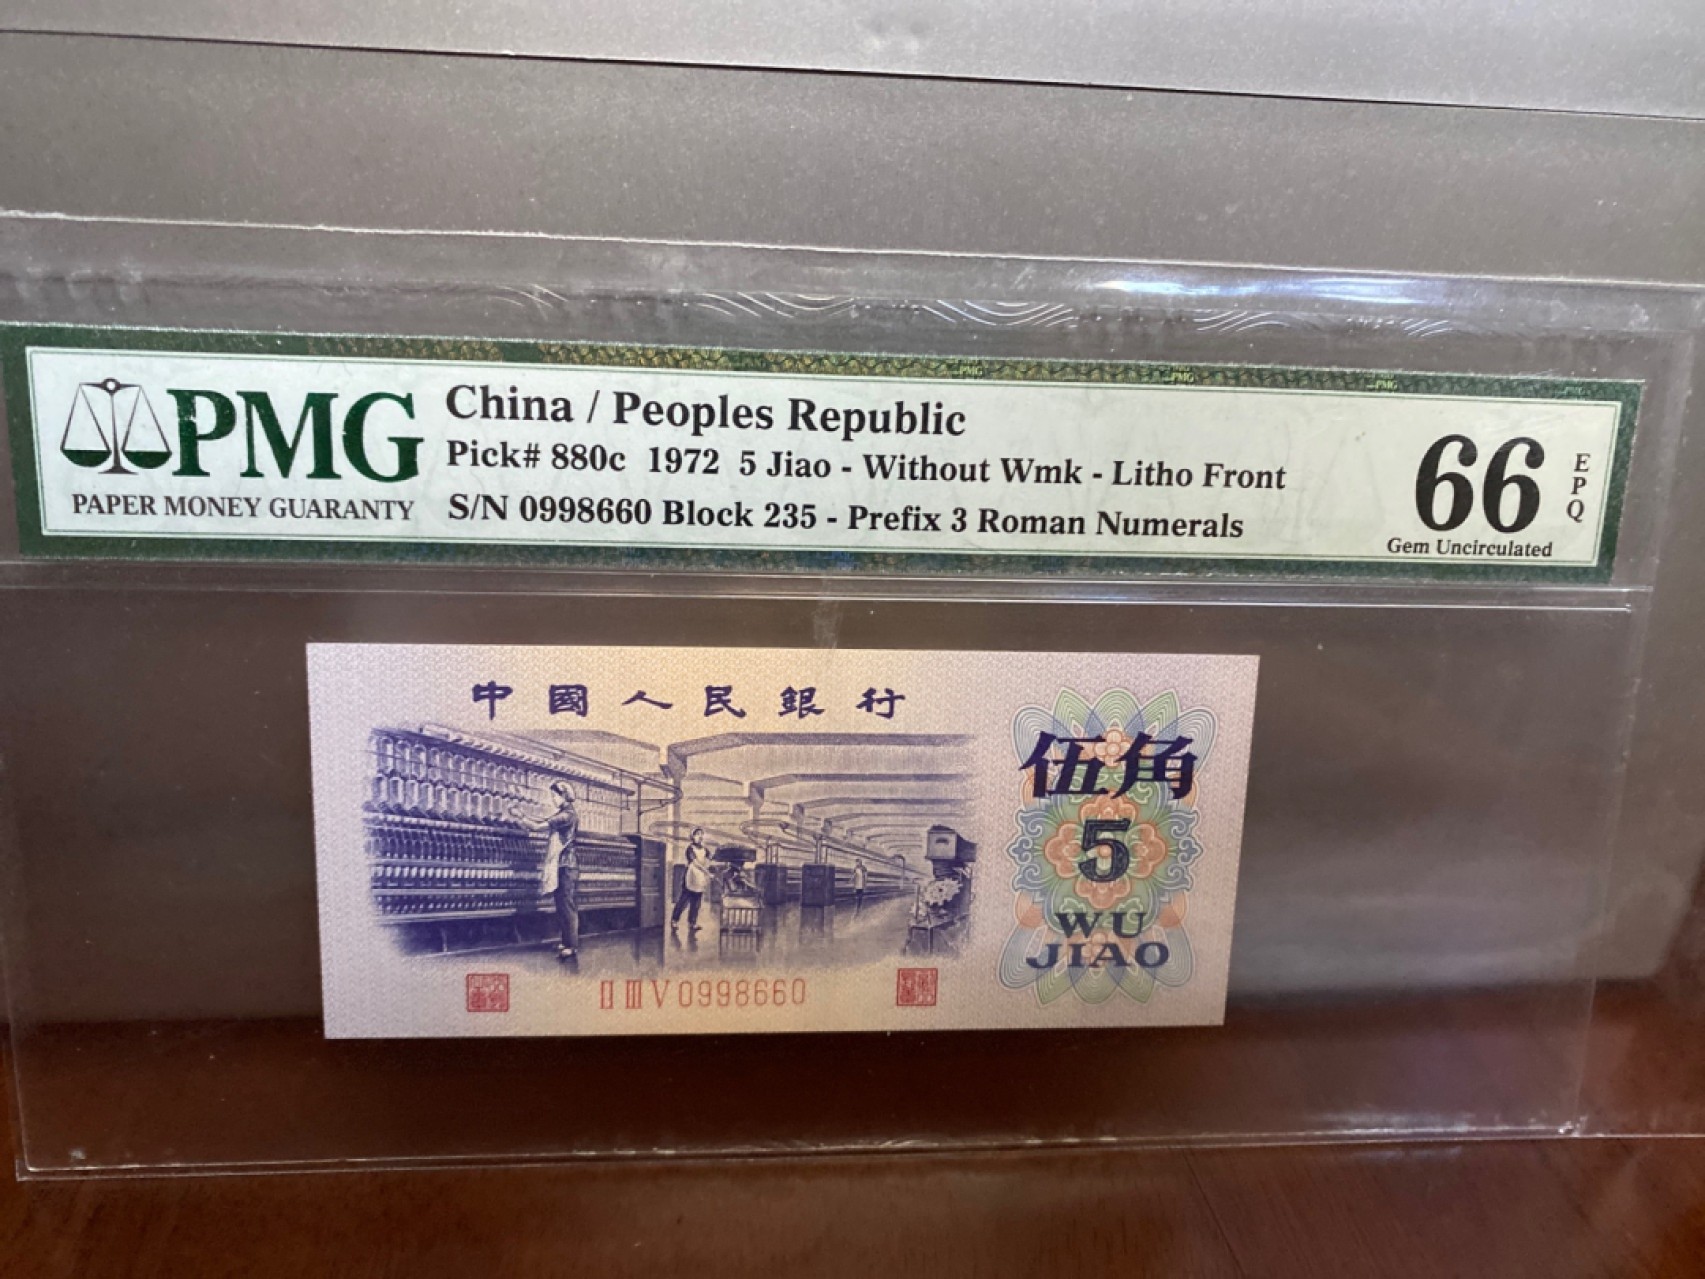 PMG
PAPER MONEY GUARANTY
China / Peoples Republic
Pick# 880c 1972 5 Jiao - Without Wmk - Litho Front
S/N 0998660 Block 235 - Prefix 3 Roman Numerals
66
EPQ
Gem Uncirculated
中國人民銀行
伍角
5
WU
JIAO
II III V 0998660